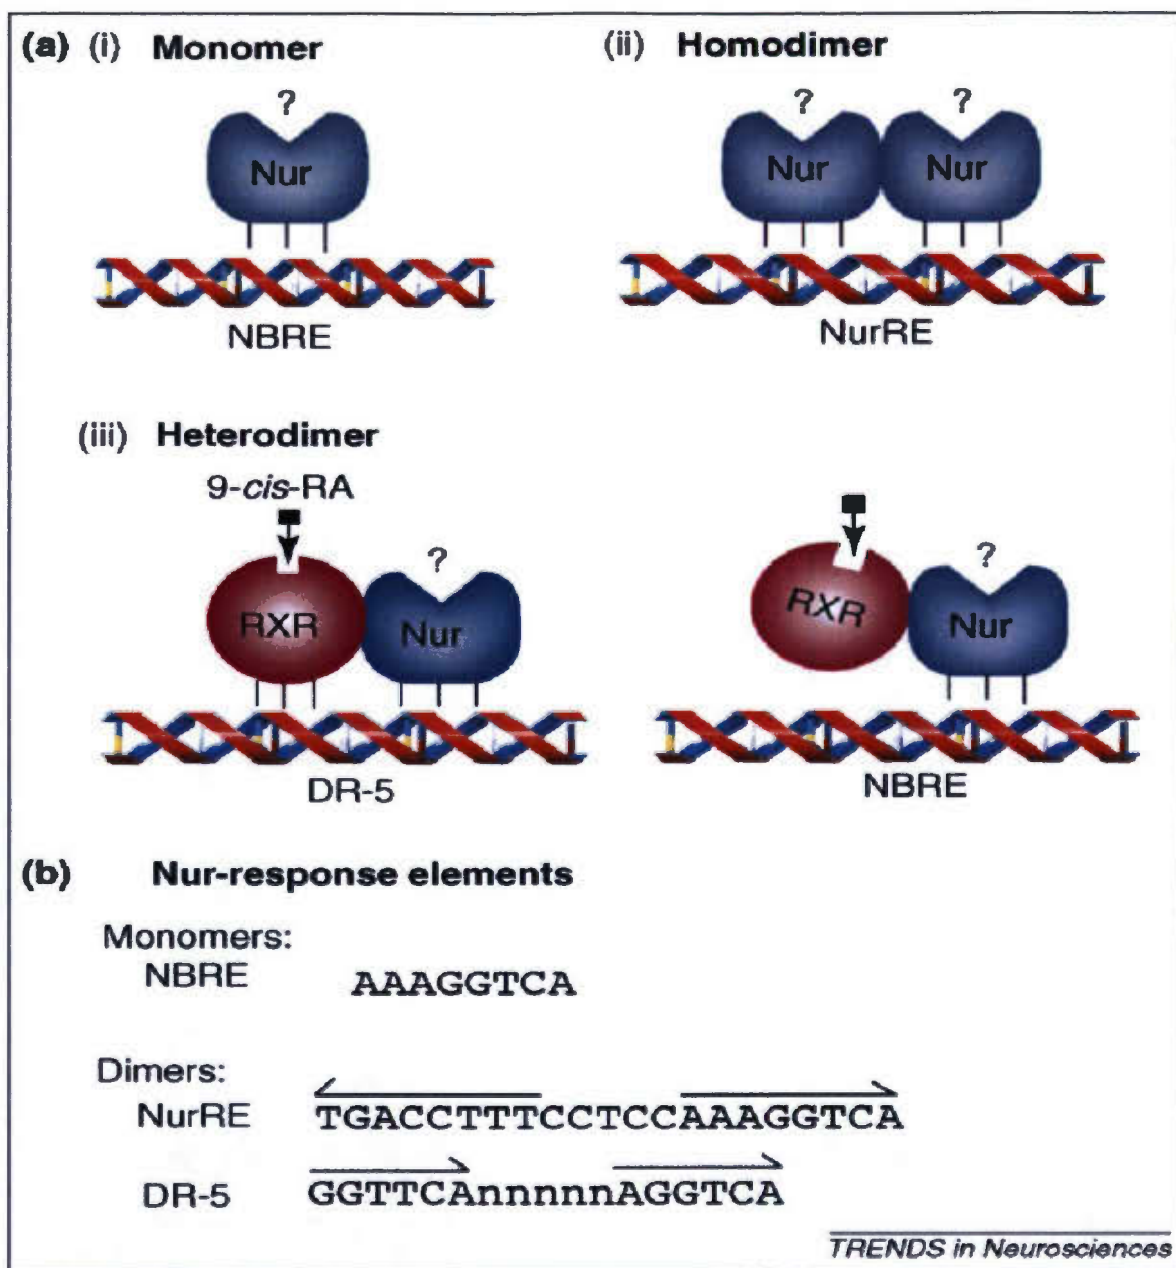 (a) (i) Monomer
(ii) Homodimer
?
? ?
Nur
Nur Nur
NBRE
NurRE
(iii) Heterodimer
9-cis-RA
?
?
RXR Nur
RXR Nur
DR-5
NBRE
(b) Nur-response elements
Monomers:
NBRE AAAGGTCA
Dimers:
NurRE TGACCTTTCCTCCAAAGGTCA
DR-5 GGTTCAnnnnnAGGTCA
TRENDS in Neurosciences